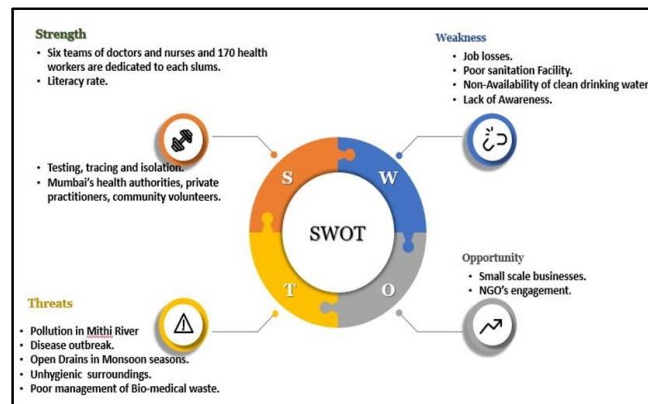 Strength
• Six teams of doctors and nurses and 170 health
workers are dedicated to each slums.
• Literacy rate.
• Testing, tracing and isolation.
• Mumbai's health authorities, private
practitioners, community volunteers.
Weakness
• Job losses.
• Poor sanitation Facility.
• Non-Availability of clean drinking water
• Lack of Awareness.
S
W
SWOT
T
O
Threats
• Pollution in Mithi River
• Disease outbreak.
• Open Drains in Monsoon seasons.
• Unhygienic surroundings.
• Poor management of Bio-medical waste.
Opportunity
• Small scale businesses.
• NGO's engagement.